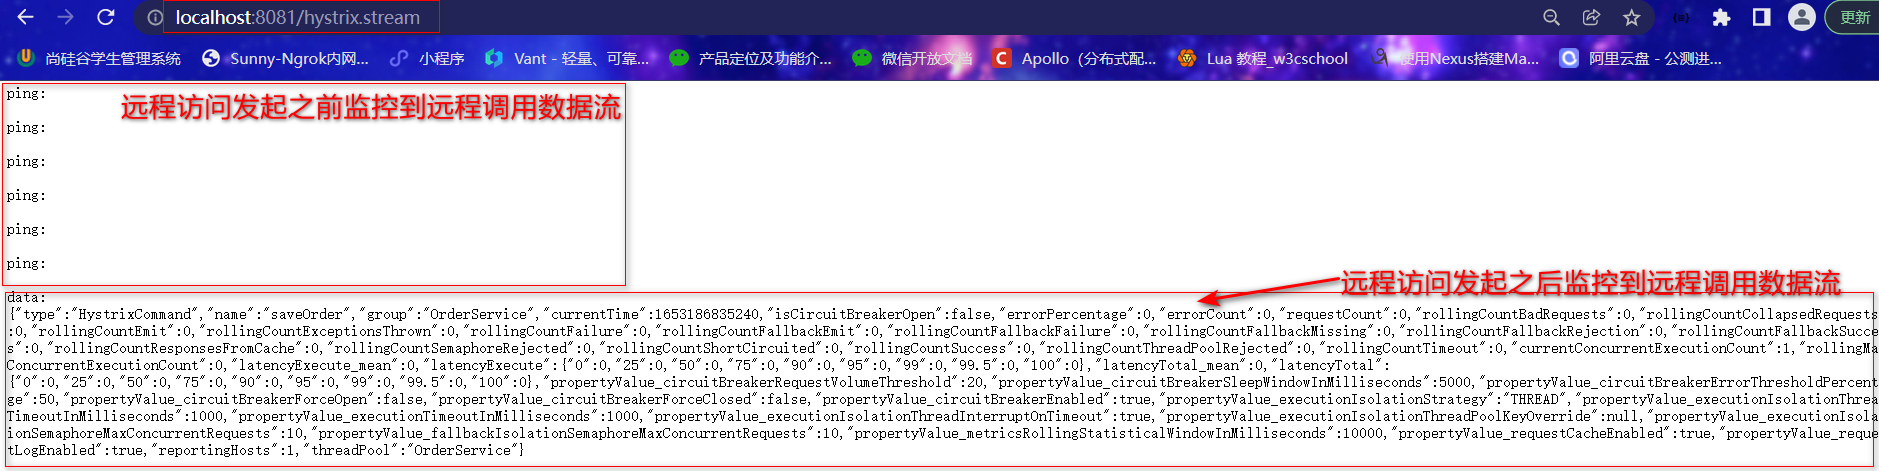 localhost:8081/hystrix.stream
更新
尚硅谷学生管理系统 Sunny-Ngrok内网... 小程序 Vant - 轻量、可靠... 产品定位及功能介... 微信开放文档 Apollo（分布式配... Lua 教程_w3cschool 使用Nexus搭建Ma... 阿里云盘 - 公测进...
ping:
远程访问发起之前监控到远程调用数据流
ping:
ping:
ping:
ping:
ping:
远程访问发起之后监控到远程调用数据流
data:
{"type":"HystrixCommand","name":"saveOrder","group":"OrderService","currentTime":1653186835240,"isCircuitBreakerOpen":false,"errorPercentage":0,"errorCount":0,"requestCount":0,"rollingCountBadRequests":0,"rollingCountCollapsedRequests"
:0,"rollingCountEmit":0,"rollingCountExceptionsThrown":0,"rollingCountFailure":0,"rollingCountFallbackEmit":0,"rollingCountFallbackFailure":0,"rollingCountFallbackMissing":0,"rollingCountFallbackRejection":0,"rollingCountFallbackSucces
s":0,"rollingCountResponsesFromCache":0,"rollingCountSemaphoreRejected":0,"rollingCountShortCircuited":0,"rollingCountSuccess":0,"rollingCountThreadPoolRejected":0,"rollingCountTimeout":0,"currentConcurrentExecutionCount":1,"rollingMa
ConcurrentExecutionCount":0,"latencyExecute_mean":0,"latencyExecute":{"0":0,"25":0,"50":0,"75":0,"90":0,"95":0,"99":0,"99.5":0,"100":0},"latencyTotal_mean":0,"latencyTotal":
{"0":0,"25":0,"50":0,"75":0,"90":0,"95":0,"99":0,"99.5":0,"100":0},"propertyValue_circuitBreakerRequestVolumeThreshold":20,"propertyValue_circuitBreakerSleepWindowInMilliseconds":5000,"propertyValue_circuitBreakerErrorThresholdPercent
ge":50,"propertyValue_circuitBreakerForceOpen":false,"propertyValue_circuitBreakerForceClosed":false,"propertyValue_circuitBreakerEnabled":true,"propertyValue_executionIsolationStrategy":"THREAD","propertyValue_executionIsolationThrea
TimeoutInMilliseconds":1000,"propertyValue_executionTimeoutInMilliseconds":1000,"propertyValue_executionIsolationThreadInterruptOnTimeout":true,"propertyValue_executionIsolationThreadPoolKeyOverride":null,"propertyValue_executionIsola
ionSemaphoreMaxConcurrentRequests":10,"propertyValue_fallbackIsolationSemaphoreMaxConcurrentRequests":10,"propertyValue_metricsRollingStatisticalWindowInMilliseconds":10000,"propertyValue_requestCacheEnabled":true,"propertyValue_reque
tLogEnabled":true,"reportingHosts":1,"threadPool":"OrderService"}